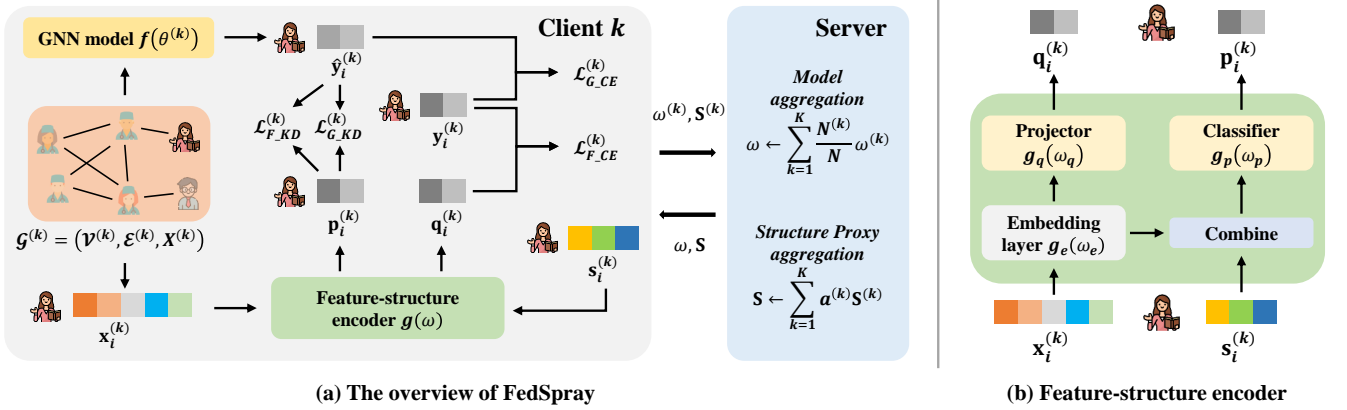 Client k
GNN model f(θ^(k))
ŷ_i^(k)
ℒ_G_CE^(k)
ℒ_F_KD^(k) ℒ_G_KD^(k)
y_i^(k)
ℒ_F_CE^(k)
p_i^(k)
q_i^(k)
𝒢^(k) = (𝒱^(k), ℰ^(k), X^(k))
s_i^(k)
x_i^(k)
Feature-structure
encoder g(ω)
ω^(k), S^(k)
ω, S
Server
Model
aggregation
ω ← ∑_{k=1}^{K} N^(k)/N ω^(k)
Structure Proxy
aggregation
S ← ∑_{k=1}^{K} a^(k) S^(k)
(a) The overview of FedSpray
q_i^(k)
p_i^(k)
Projector
g_q(ω_q)
Classifier
g_p(ω_p)
Embedding
layer g_e(ω_e)
Combine
x_i^(k)
s_i^(k)
(b) Feature-structure encoder